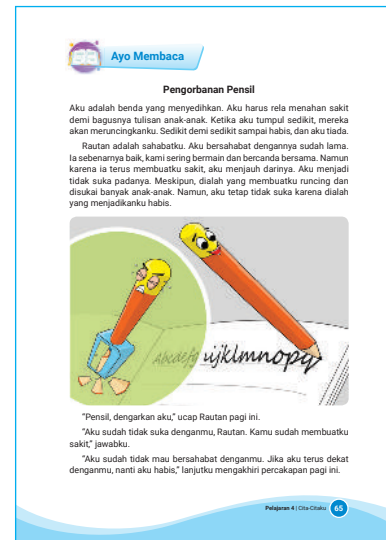 Ayo Membaca
Pengorbanan Pensil
Aku adalah benda yang menyedihkan. Aku harus rela menahan sakit
demi bagusnya tulisan anak-anak. Ketika aku tumpul sedikit, mereka
akan meruncingkanku. Sedikit demi sedikit sampai habis, dan aku tiada.
Rautan adalah sahabatku. Aku bersahabat dengannya sudah lama.
Ia sebenarnya baik, kami sering bermain dan bercanda bersama. Namun
karena ia terus membuatku sakit, aku menjauh darinya. Aku menjadi
tidak suka padanya. Meskipun, dialah yang membuatku runcing dan
disukai banyak anak-anak. Namun, aku tetap tidak suka karena dialah
yang menjadikanku habis.
Abcdefg uijklmnopq
“Pensil, dengarkan aku,” ucap Rautan pagi ini.
“Aku sudah tidak suka denganmu, Rautan. Kamu sudah membuatku
sakit,” jawabku.
“Aku sudah tidak mau bersahabat denganmu. Jika aku terus dekat
denganmu, nanti aku habis,” lanjutku mengakhiri percakapan pagi ini.
Pelajaran 4 | Cita-Citaku 65